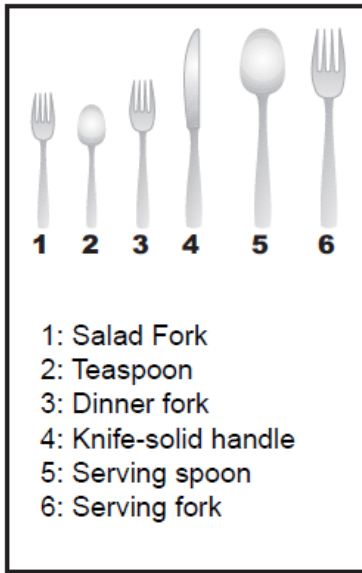 1 2 3 4 5 6
1: Salad Fork
2: Teaspoon
3: Dinner fork
4: Knife-solid handle
5: Serving spoon
6: Serving fork